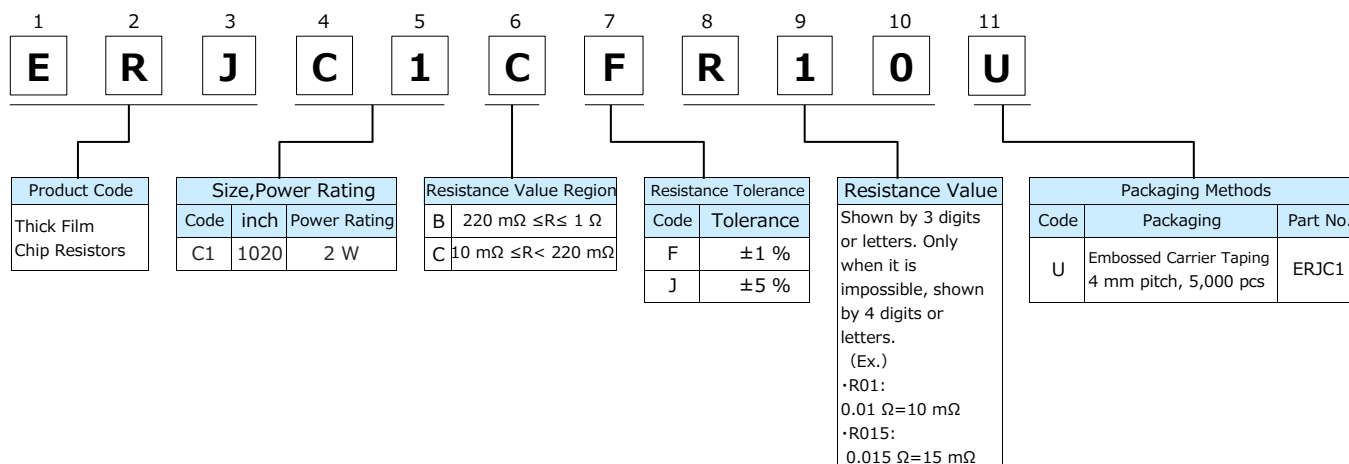 1 2 3 4 5 6 7 8 9 10 11
E R J C 1 C F R 1 0 U
Product Code
Thick Film
Chip Resistors
Size,Power Rating
Code inch Power Rating
C1 1020 2 W
Resistance Value Region
B 220 mΩ ≤R≤ 1 Ω
C 10 mΩ ≤R< 220 mΩ
Resistance Tolerance
Code Tolerance
F ±1 %
J ±5 %
Resistance Value
Shown by 3 digits
or letters. Only
when it is
impossible, shown
by 4 digits or
letters.
(Ex.)
･R01:
0.01 Ω=10 mΩ
･R015:
0.015 Ω=15 mΩ
Packaging Methods
Code Packaging Part No.
U Embossed Carrier Taping ERJC1
4 mm pitch, 5,000 pcs